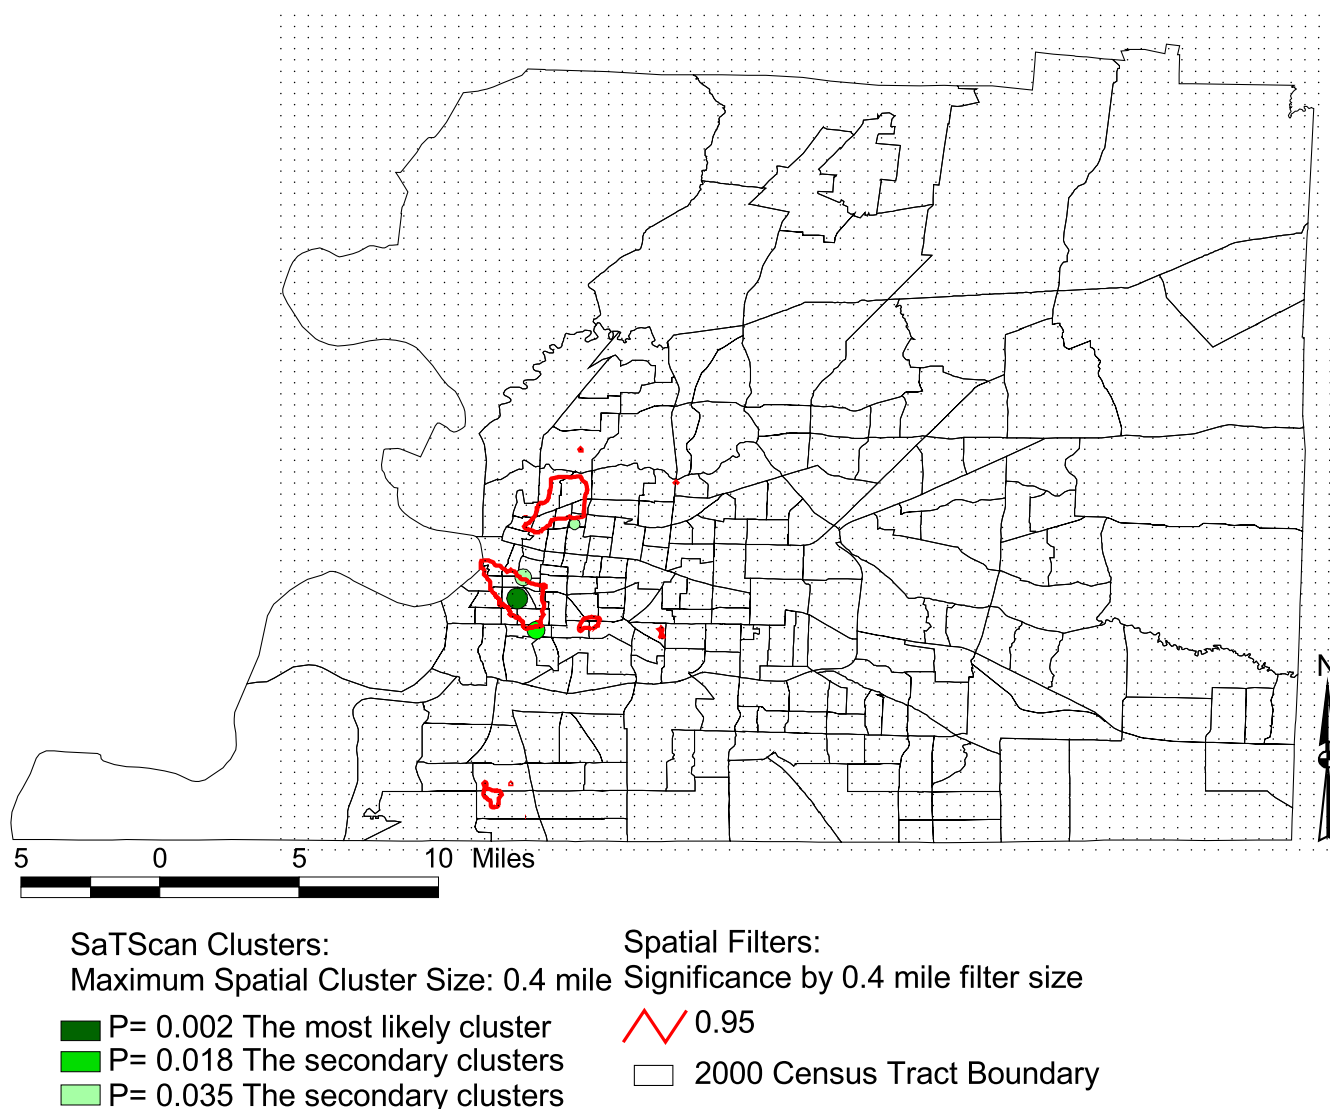 N
5 0 5 10 Miles
SaTScan Clusters:
Maximum Spatial Cluster Size: 0.4 mile
P= 0.002 The most likely cluster
P= 0.018 The secondary clusters
P= 0.035 The secondary clusters
Spatial Filters:
Significance by 0.4 mile filter size
0.95
2000 Census Tract Boundary